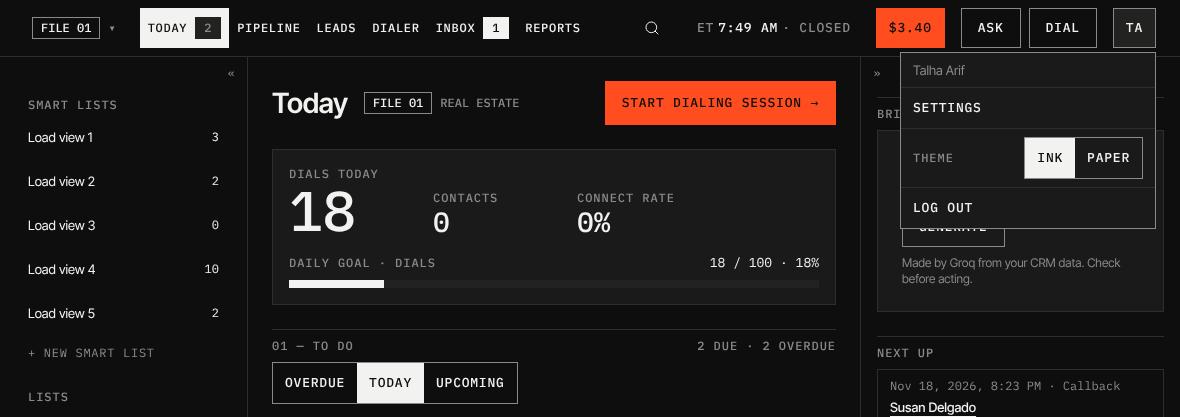 FILE 01 ▾ TODAY 2 PIPELINE LEADS DIALER INBOX 1 REPORTS ET 7:49 AM · CLOSED $3.40 ASK DIAL TA
«
SMART LISTS
Load view 1 3
Load view 2 2
Load view 3 0
Load view 4 10
Load view 5 2
+ NEW SMART LIST
LISTS
Today FILE 01 REAL ESTATE START DIALING SESSION →
DIALS TODAY
18
CONTACTS
0
CONNECT RATE
0%
DAILY GOAL · DIALS 18 / 100 · 18%
01 — TO DO 2 DUE · 2 OVERDUE
OVERDUE TODAY UPCOMING
»
Talha Arif
SETTINGS
THEME INK PAPER
LOG OUT
Made by Groq from your CRM data. Check
before acting.
NEXT UP
Nov 18, 2026, 8:23 PM · Callback
Susan Delgado